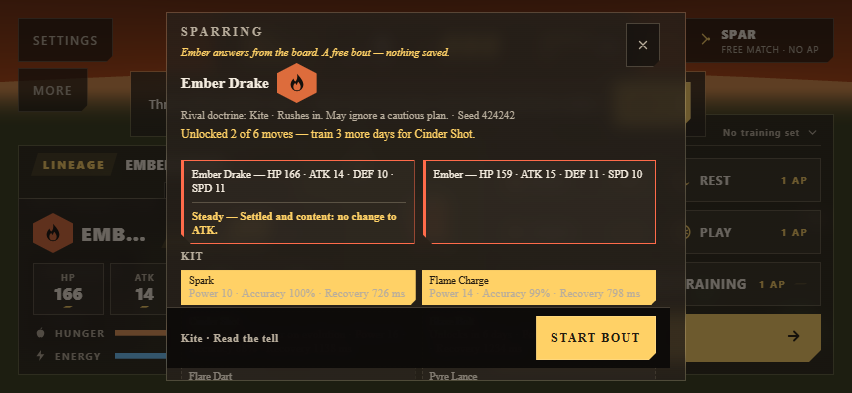 SETTINGS
MORE
SPARRING
Ember answers from the board. A free bout — nothing saved.
×
SPAR
FREE MATCH · NO AP
Ember Drake
Rival doctrine: Kite · Rushes in. May ignore a cautious plan. · Seed 424242
Unlocked 2 of 6 moves — train 3 more days for Cinder Shot.
No training set
LINEAGE
EMB...
HP
166
ATK
14
HUNGER
ENERGY
Ember Drake — HP 166 · ATK 14 · DEF 10 ·
SPD 11
Steady — Settled and content: no change to
ATK.
Ember — HP 159 · ATK 15 · DEF 11 · SPD 10
KIT
Spark
Power 10 · Accuracy 100% · Recovery 726 ms
Flame Charge
Power 14 · Accuracy 99% · Recovery 798 ms
Kite · Read the tell
START BOUT
Flare Dart
Pyre Lance
REST
1 AP
PLAY
1 AP
1 AP